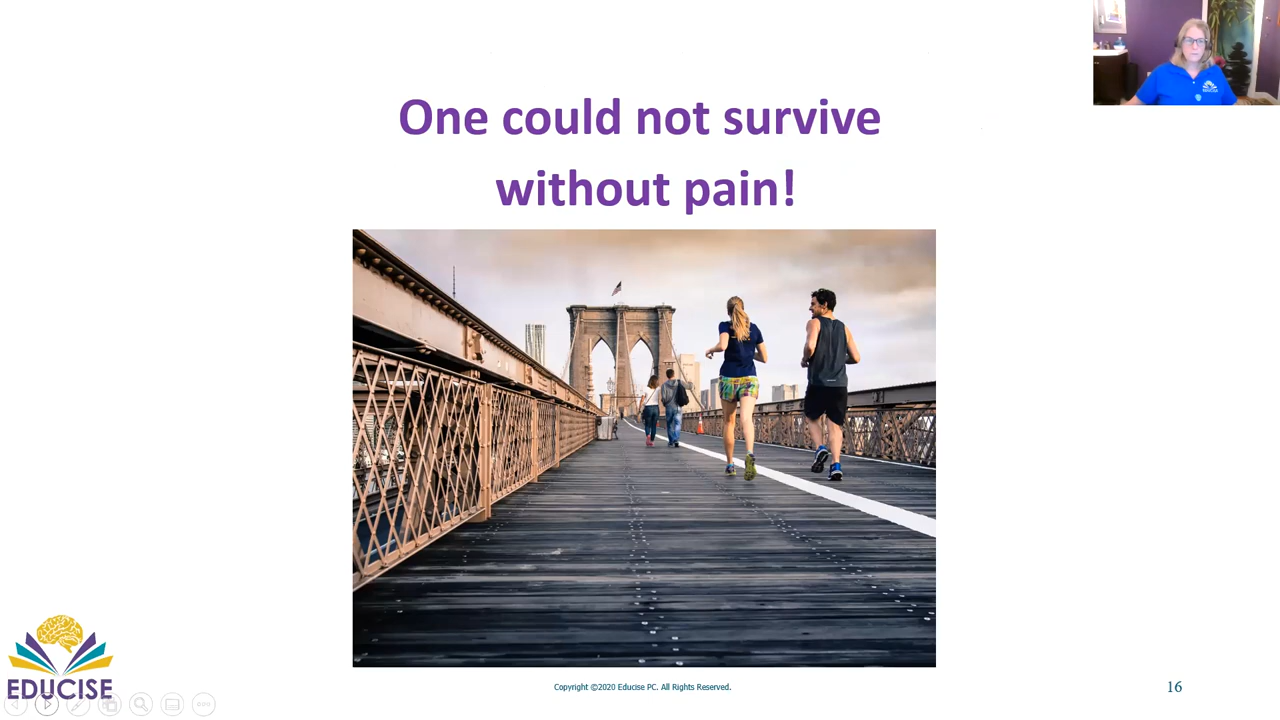 One could not survive
without pain!
EDUCISE
Copyright ©2020 Educise PC. All Rights Reserved.
16